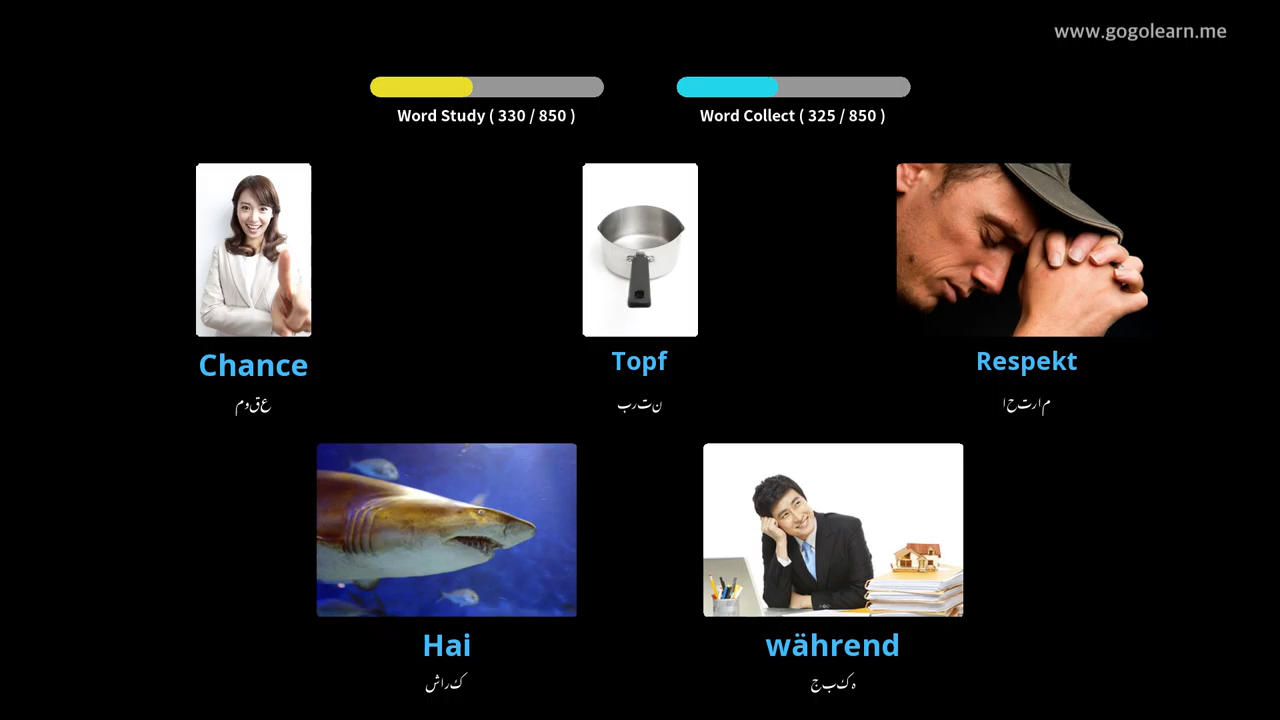 www.gogolearn.me
Word Study ( 330 / 850 )
Word Collect ( 325 / 850 )
Chance
موقع
Topf
برتن
Respekt
احترام
Hai
شارک
während
جبکہ